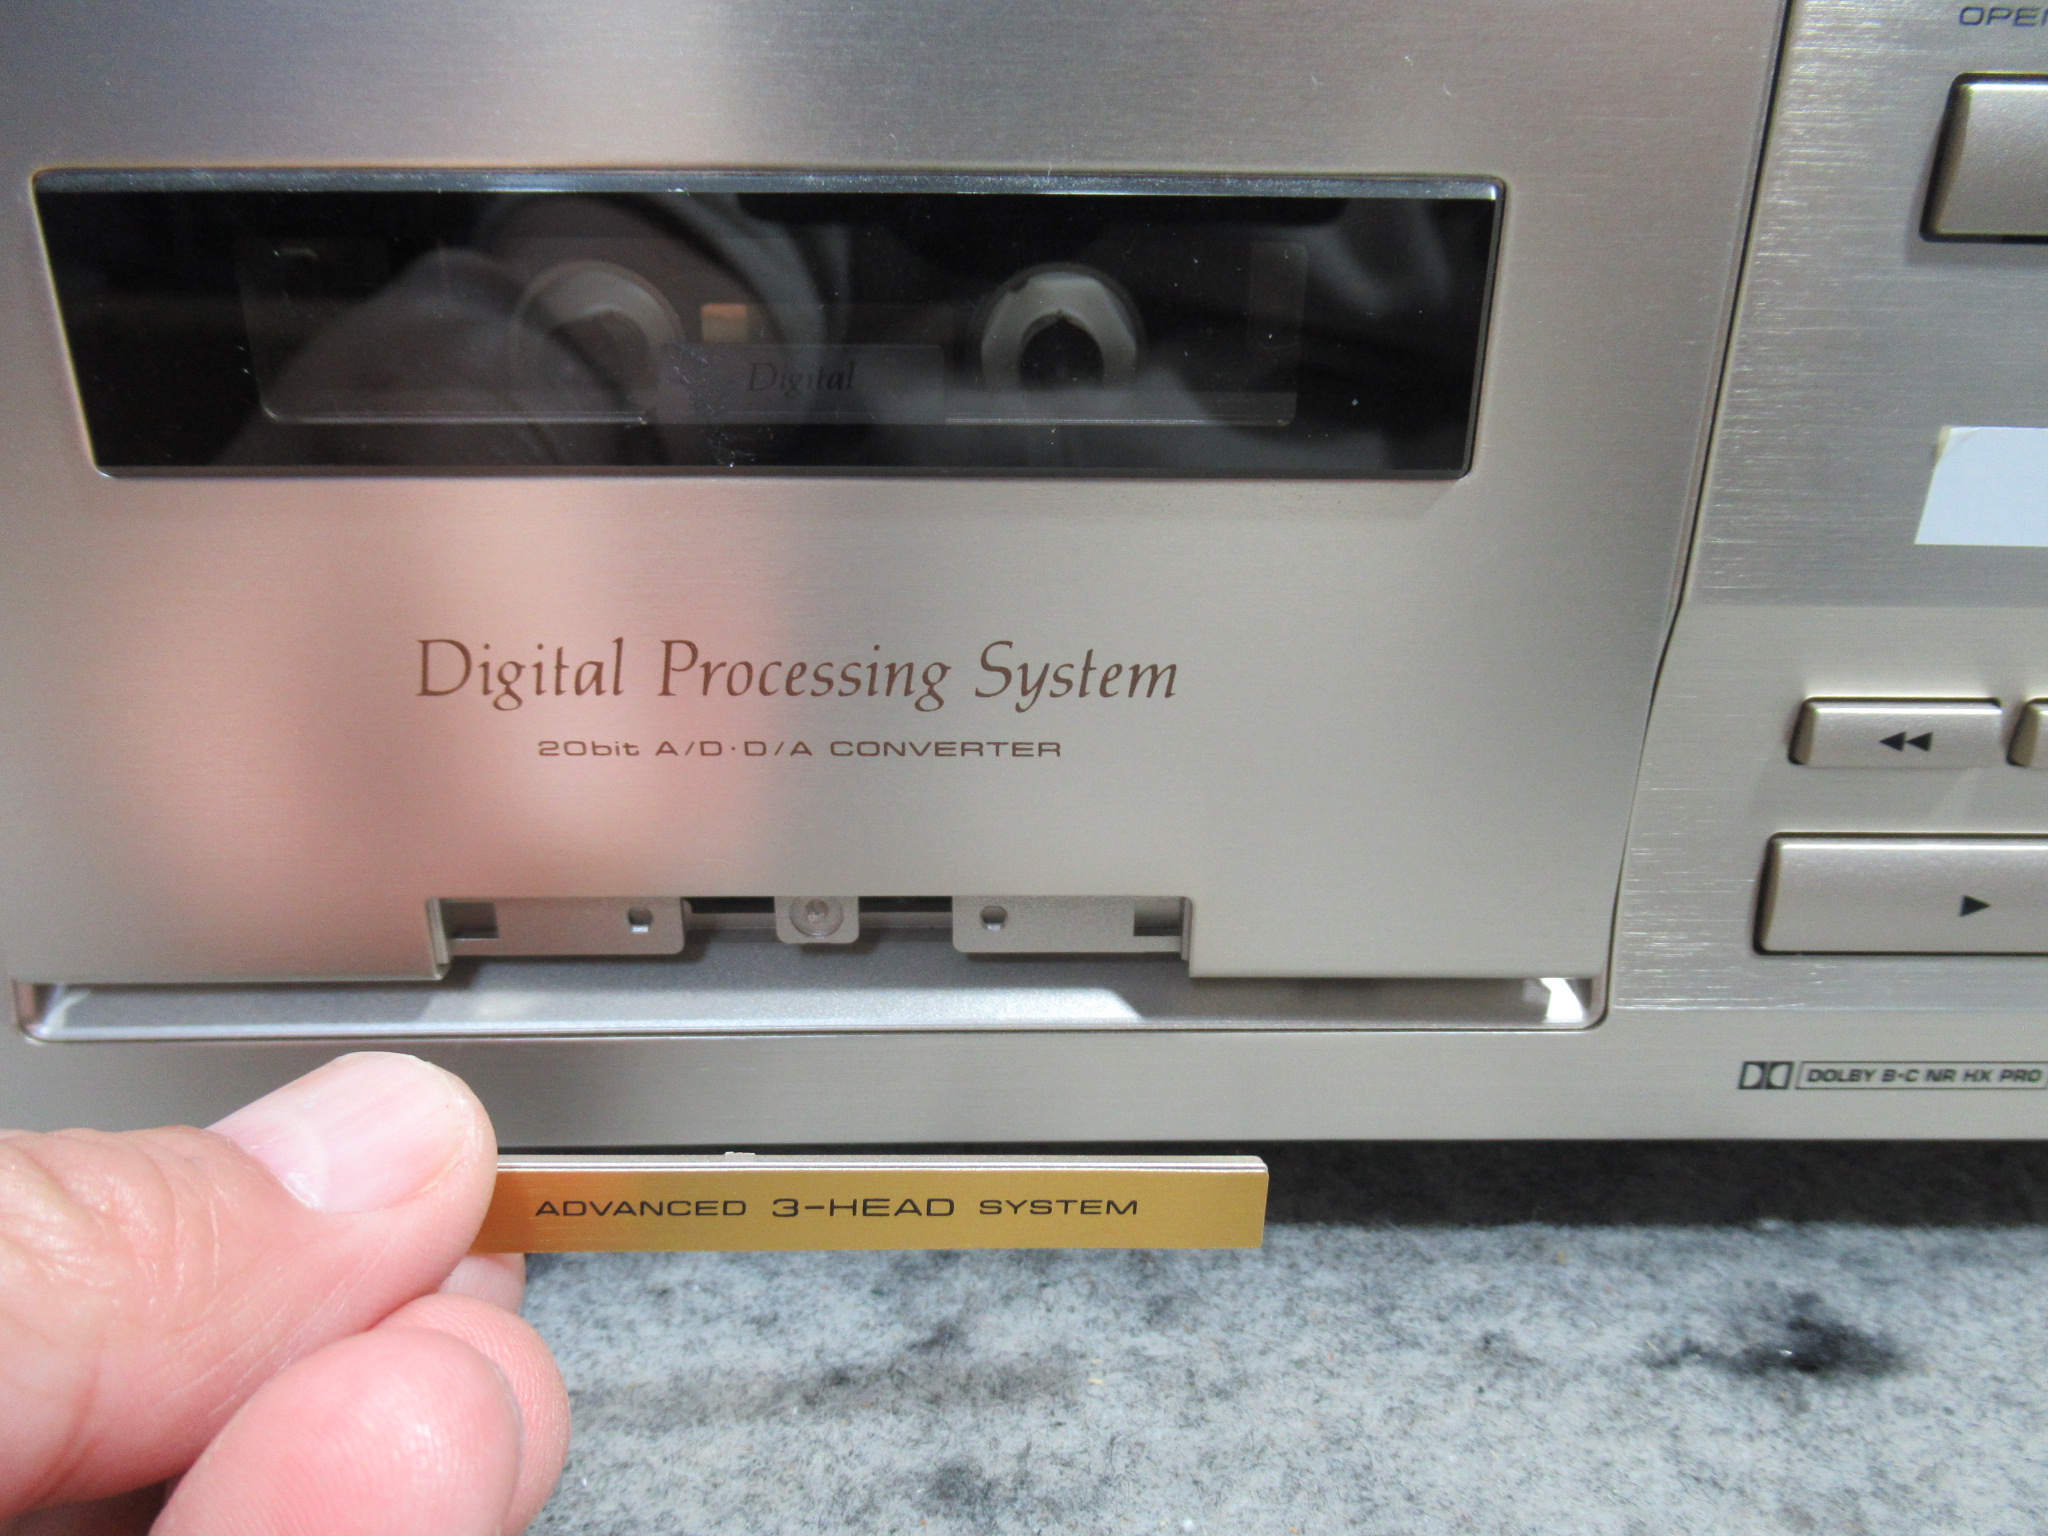 OPEN
Digital
Digital Processing System
20bit A/D·D/A CONVERTER
DOLBY B·C NR HX PRO
ADVANCED 3-HEAD SYSTEM